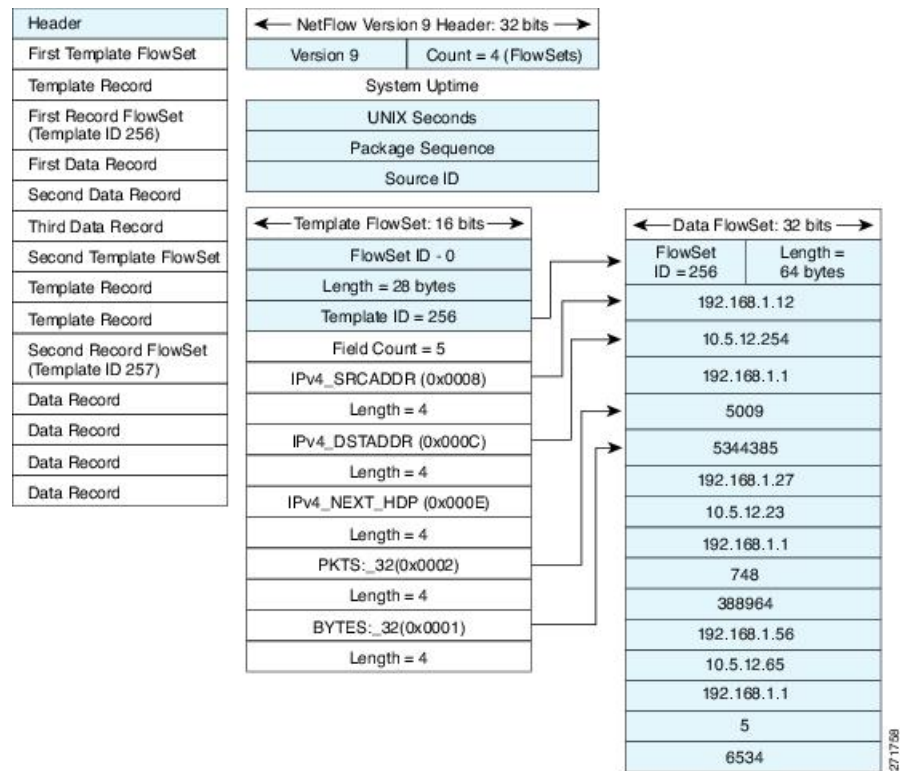 Header
First Template FlowSet
Template Record
First Record FlowSet
(Template ID 256)
First Data Record
Second Data Record
Third Data Record
Second Template FlowSet
Template Record
Template Record
Second Record FlowSet
(Template ID 257)
Data Record
Data Record
Data Record
Data Record
NetFlow Version 9 Header: 32 bits
Version 9
Count = 4 (FlowSets)
System Uptime
UNIX Seconds
Package Sequence
Source ID
Template FlowSet: 16 bits
FlowSet ID - 0
Length = 28 bytes
Template ID = 256
Field Count = 5
IPv4_SRCADDR (0x0008)
Length = 4
IPv4_DSTADDR (0x000C)
Length = 4
IPv4_NEXT_HDP (0x000E)
Length = 4
PKTS:_32(0x0002)
Length = 4
BYTES:_32(0x0001)
Length = 4
Data FlowSet: 32 bits
FlowSet
ID = 256
Length =
64 bytes
192.168.1.12
10.5.12.254
192.168.1.1
5009
5344385
192.168.1.27
10.5.12.23
192.168.1.1
748
388964
192.168.1.56
10.5.12.65
192.168.1.1
5
6534
271758